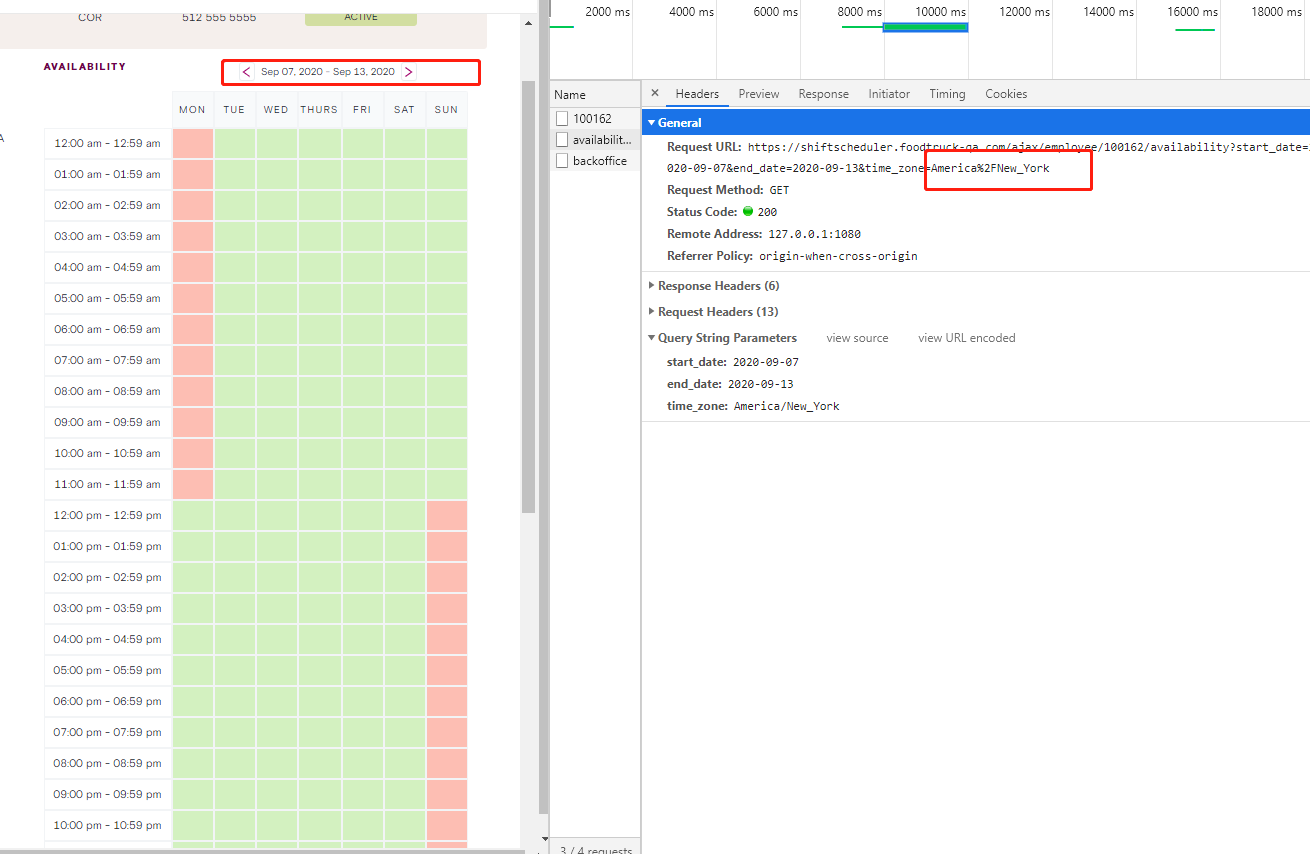 COR 512 555 5555 ACTIVE
AVAILABILITY
Sep 07, 2020 - Sep 13, 2020
A
MON TUE WED THURS FRI SAT SUN
12:00 am - 12:59 am
01:00 am - 01:59 am
02:00 am - 02:59 am
03:00 am - 03:59 am
04:00 am - 04:59 am
05:00 am - 05:59 am
06:00 am - 06:59 am
07:00 am - 07:59 am
08:00 am - 08:59 am
09:00 am - 09:59 am
10:00 am - 10:59 am
11:00 am - 11:59 am
12:00 pm - 12:59 pm
01:00 pm - 01:59 pm
02:00 pm - 02:59 pm
03:00 pm - 03:59 pm
04:00 pm - 04:59 pm
05:00 pm - 05:59 pm
06:00 pm - 06:59 pm
07:00 pm - 07:59 pm
08:00 pm - 08:59 pm
09:00 pm - 09:59 pm
10:00 pm - 10:59 pm
2000 ms 4000 ms 6000 ms 8000 ms 10000 ms 12000 ms 14000 ms 16000 ms 18000 ms
Name
100162
availabilit...
backoffice
3 / 4 requests
× Headers Preview Response Initiator Timing Cookies
General
Request URL: https://shiftscheduler.foodtruck-qa.com/ajax/employee/100162/availability?start_date=2
020-09-07&end_date=2020-09-13&time_zone=America%2FNew_York
Request Method: GET
Status Code: 200
Remote Address: 127.0.0.1:1080
Referrer Policy: origin-when-cross-origin
Response Headers (6)
Request Headers (13)
Query String Parameters view source view URL encoded
start_date: 2020-09-07
end_date: 2020-09-13
time_zone: America/New_York